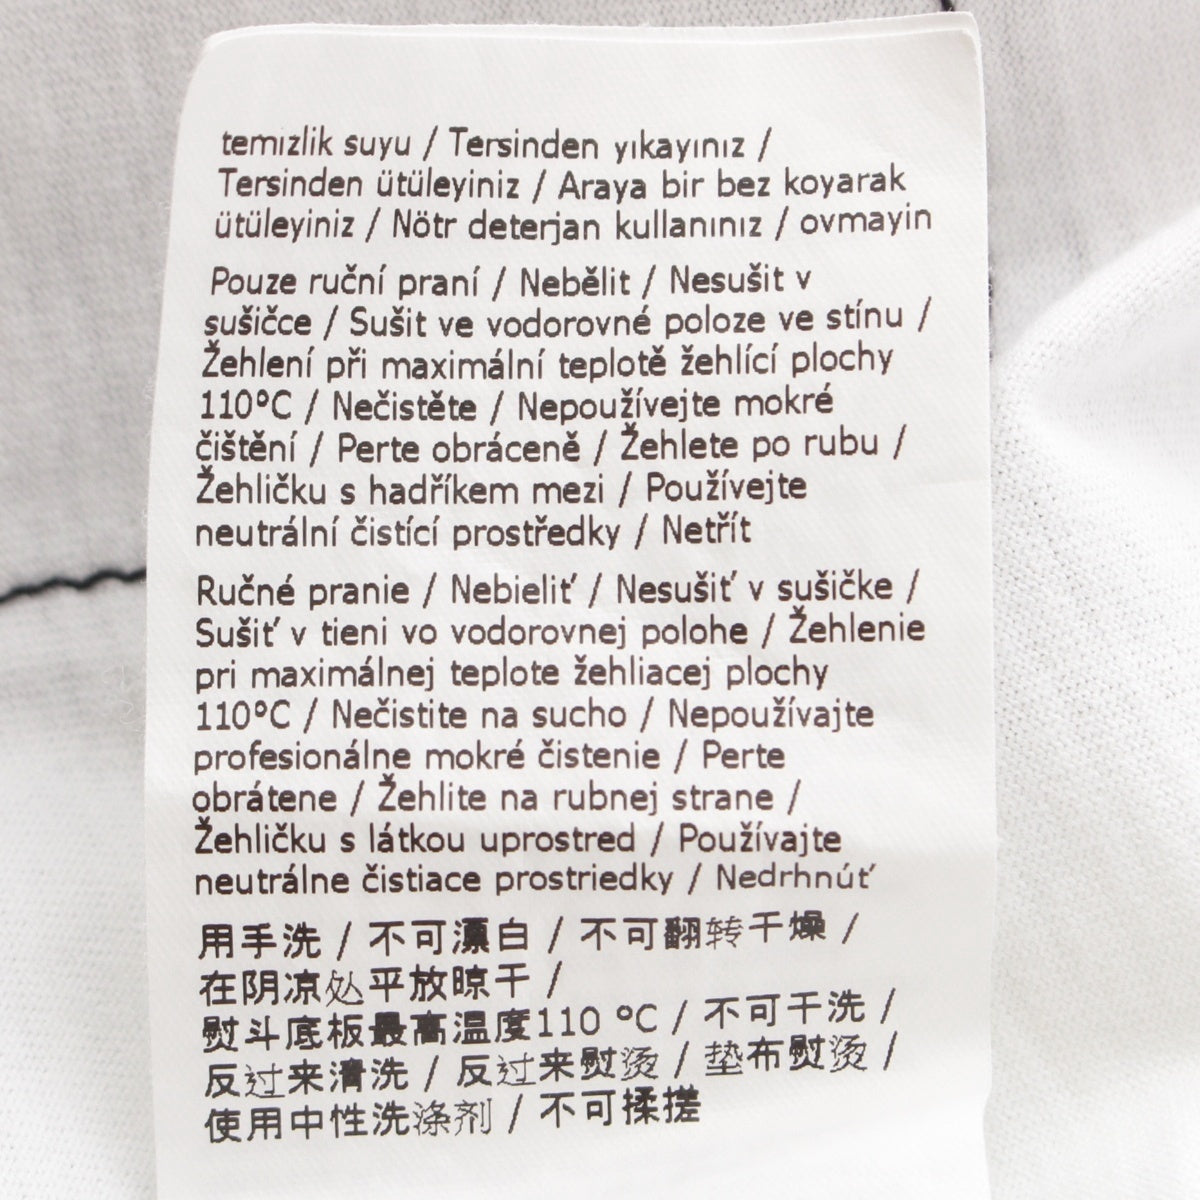 temizlik suyu / Tersinden yıkayınız /
Tersinden ütüleyiniz / Araya bir bez koyarak
ütüleyiniz / Nötr deterjan kullanınız / ovmayin
Pouze ruční praní / Nebělit / Nesušit v
sušičce / Sušit ve vodorovné poloze ve stínu /
Žehlení při maximální teplotě žehlící plochy
110°C / Nečistěte / Nepoužívejte mokré
čištění / Perte obráceně / Žehlete po rubu /
Žehličku s hadříkem mezi / Používejte
neutrální čistící prostředky / Netřít
Ručné pranie / Nebieliť / Nesušiť v sušičke /
Sušiť v tieni vo vodorovnej polohe / Žehlenie
pri maximálnej teplote žehliacej plochy
110°C / Nečistite na sucho / Nepoužívajte
profesionálne mokré čistenie / Perte
obrátene / Žehlite na rubnej strane /
Žehličku s látkou uprostred / Používajte
neutrálne čistiace prostriedky / Nedrhnúť
用手洗 / 不可漂白 / 不可翻转干燥 /
在阴凉处平放晾干 /
熨斗底板最高温度110 °C / 不可干洗 /
反过来清洗 / 反过来熨烫 / 垫布熨烫 /
使用中性洗涤剂 / 不可揉搓